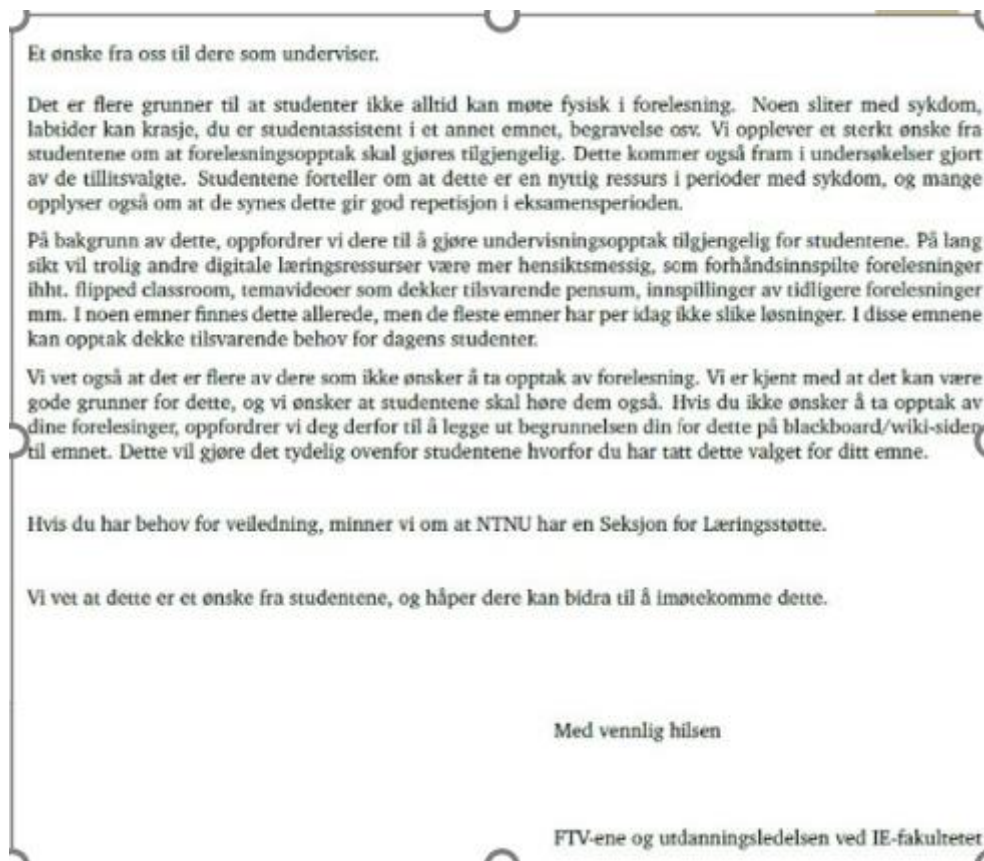 Et ønske fra oss til dere som underviser.
Det er flere grunner til at studenter ikke alltid kan møte fysisk i forelesning. Noen sliter med sykdom,
labtider kan krasje, du er studentassistent i et annet emnet, begravelse osv. Vi opplever et sterkt ønske fra
studentene om at forelesningsopptak skal gjøres tilgjengelig. Dette kommer også fram i undersøkelser gjort
av de tillitsvalgte. Studentene forteller om at dette er en nyttig ressurs i perioder med sykdom, og mange
opplyser også om at de synes dette gir god repetisjon i eksamensperioden.
På bakgrunn av dette, oppfordrer vi dere til å gjøre undervisningsopptak tilgjengelig for studentene. På lang
sikt vil trolig andre digitale læringsressurser være mer hensiktsmessig, som forhåndsinnspilte forelesninger
ihht. flipped classroom, temavideoer som dekker tilsvarende pensum, innspillinger av tidligere forelesninger
mm. I noen emner finnes dette allerede, men de fleste emner har per idag ikke slike løsninger. I disse emnene
kan opptak dekke tilsvarende behov for dagens studenter.
Vi vet også at det er flere av dere som ikke ønsker å ta opptak av forelesning. Vi er kjent med at det kan være
gode grunner for dette, og vi ønsker at studentene skal høre dem også. Hvis du ikke ønsker å ta opptak av
dine forelesinger, oppfordrer vi deg derfor til å legge ut begrunnelsen din for dette på blackboard/wiki-siden
til emnet. Dette vil gjøre det tydelig ovenfor studentene hvorfor du har tatt dette valget for ditt emne.
Hvis du har behov for veiledning, minner vi om at NTNU har en Seksjon for Læringsstøtte.
Vi vet at dette er et ønske fra studentene, og håper dere kan bidra til å imøtekomme dette.
Med vennlig hilsen
FTV-ene og utdanningsledelsen ved IE-fakultetet